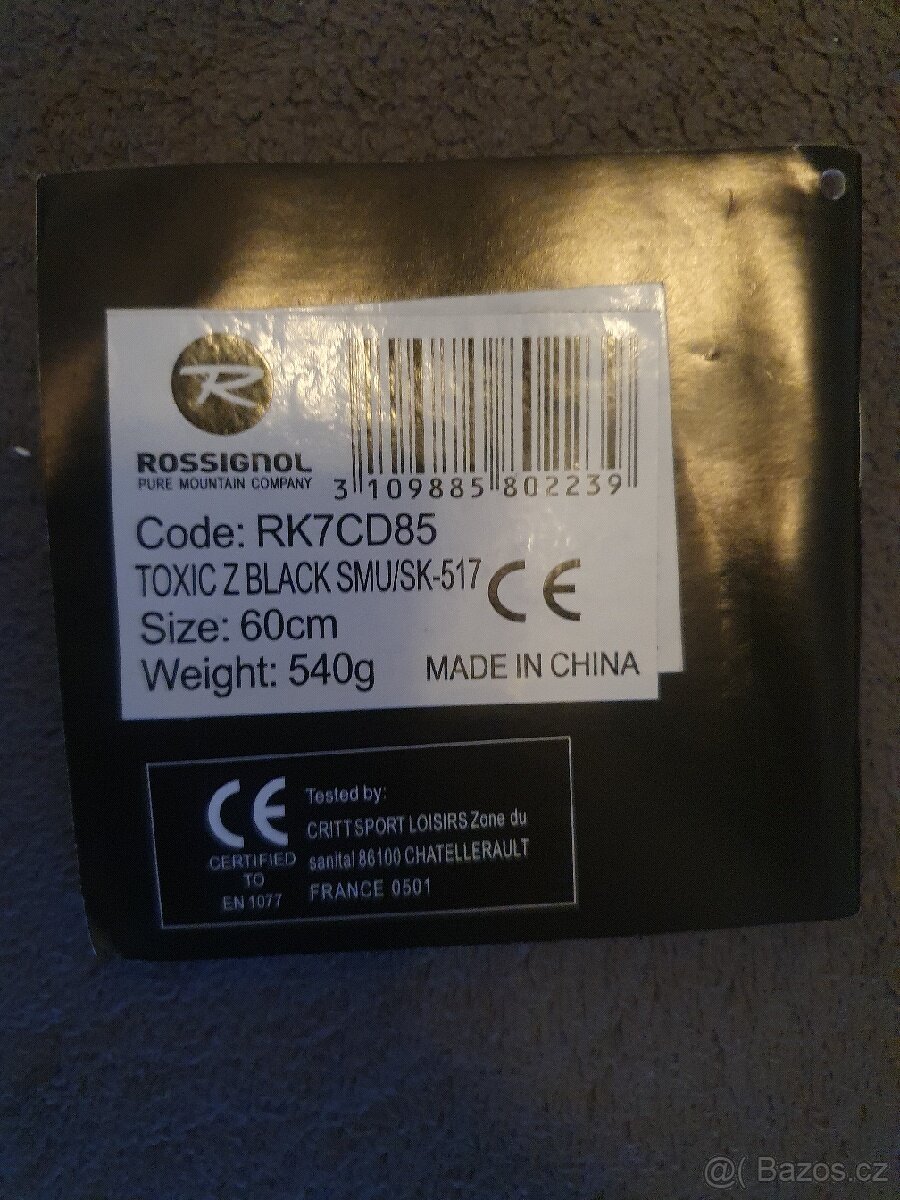 R
ROSSIGNOL
PURE MOUNTAIN COMPANY
3 109885 802239
Code: RK7CD85
TOXIC Z BLACK SMU/SK-517
CE
Size: 60cm
Weight: 540g
MADE IN CHINA
CE
CERTIFIED
TO
EN 1077
Tested by:
CRITT SPORT LOISIRS Zone du
sanital 86100 CHATELLERAULT
FRANCE 0501
@( Bazos.cz